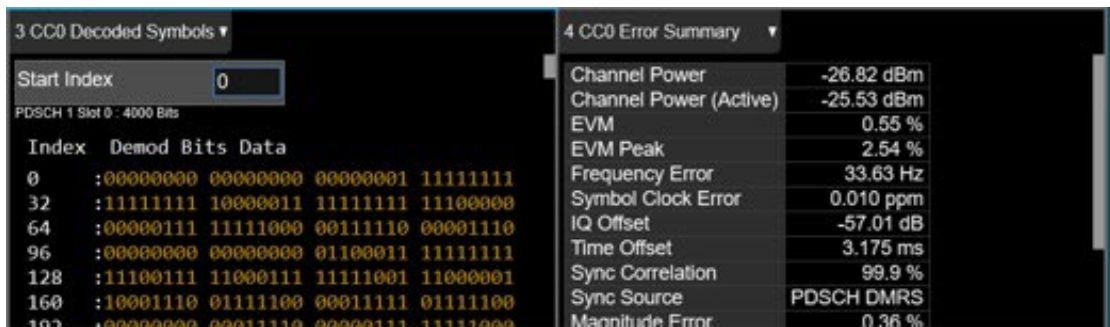 3 CC0 Decoded Symbols ▾
Start Index 0
PDSCH 1 Slot 0 : 4000 Bits
Index Demod Bits Data
0 :00000000 00000000 00000001 11111111
32 :11111111 10000011 11111111 11100000
64 :00000111 11111000 00111110 00001110
96 :00000000 00000000 01100011 11111111
128 :11100111 11000111 11111001 11000001
160 :10001110 01111100 00011111 01111100
192 :00000000 00011110 00000111 11111000
4 CC0 Error Summary ▾
Channel Power -26.82 dBm
Channel Power (Active) -25.53 dBm
EVM 0.55 %
EVM Peak 2.54 %
Frequency Error 33.63 Hz
Symbol Clock Error 0.010 ppm
IQ Offset -57.01 dB
Time Offset 3.175 ms
Sync Correlation 99.9 %
Sync Source PDSCH DMRS
Magnitude Error 0.36 %